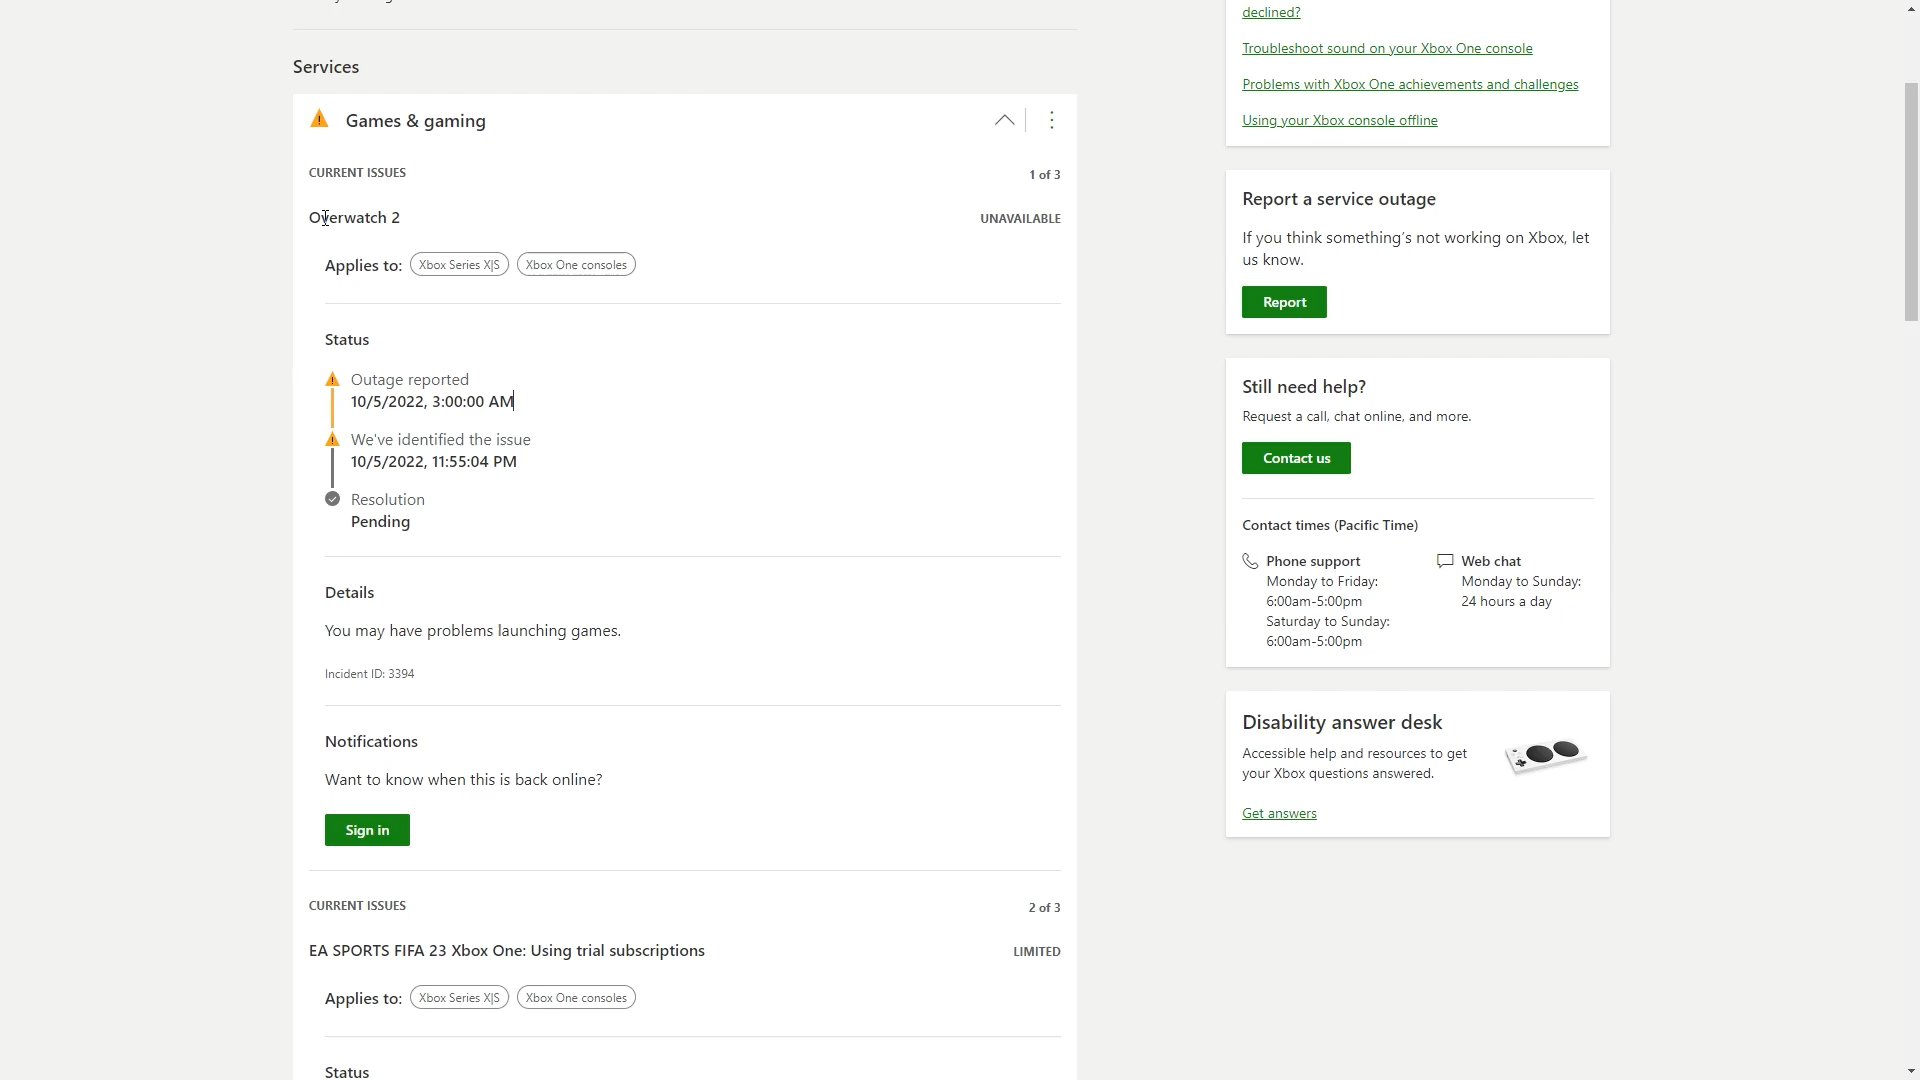 Services
Games & gaming
CURRENT ISSUES
1 of 3
Overwatch 2
UNAVAILABLE
Applies to: Xbox Series X|S Xbox One consoles
Status
Outage reported
10/5/2022, 3:00:00 AM
We've identified the issue
10/5/2022, 11:55:04 PM
Resolution
Pending
Details
You may have problems launching games.
Incident ID: 3394
Notifications
Want to know when this is back online?
Sign in
CURRENT ISSUES
2 of 3
EA SPORTS FIFA 23 Xbox One: Using trial subscriptions
LIMITED
Applies to: Xbox Series X|S Xbox One consoles
Status
declined?
Troubleshoot sound on your Xbox One console
Problems with Xbox One achievements and challenges
Using your Xbox console offline
Report a service outage
If you think something’s not working on Xbox, let
us know.
Report
Still need help?
Request a call, chat online, and more.
Contact us
Contact times (Pacific Time)
Phone support
Monday to Friday:
6:00am-5:00pm
Saturday to Sunday:
6:00am-5:00pm
Web chat
Monday to Sunday:
24 hours a day
Disability answer desk
Accessible help and resources to get
your Xbox questions answered.
Get answers